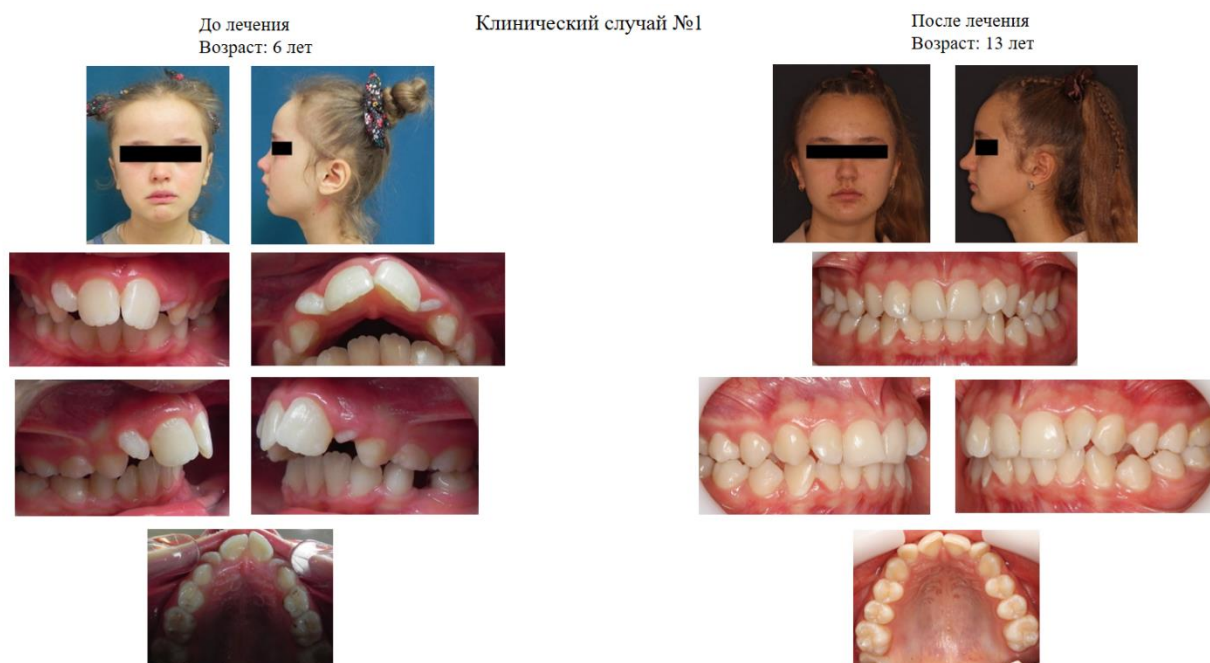 До лечения
Возраст: 6 лет
Клинический случай №1
После лечения
Возраст: 13 лет